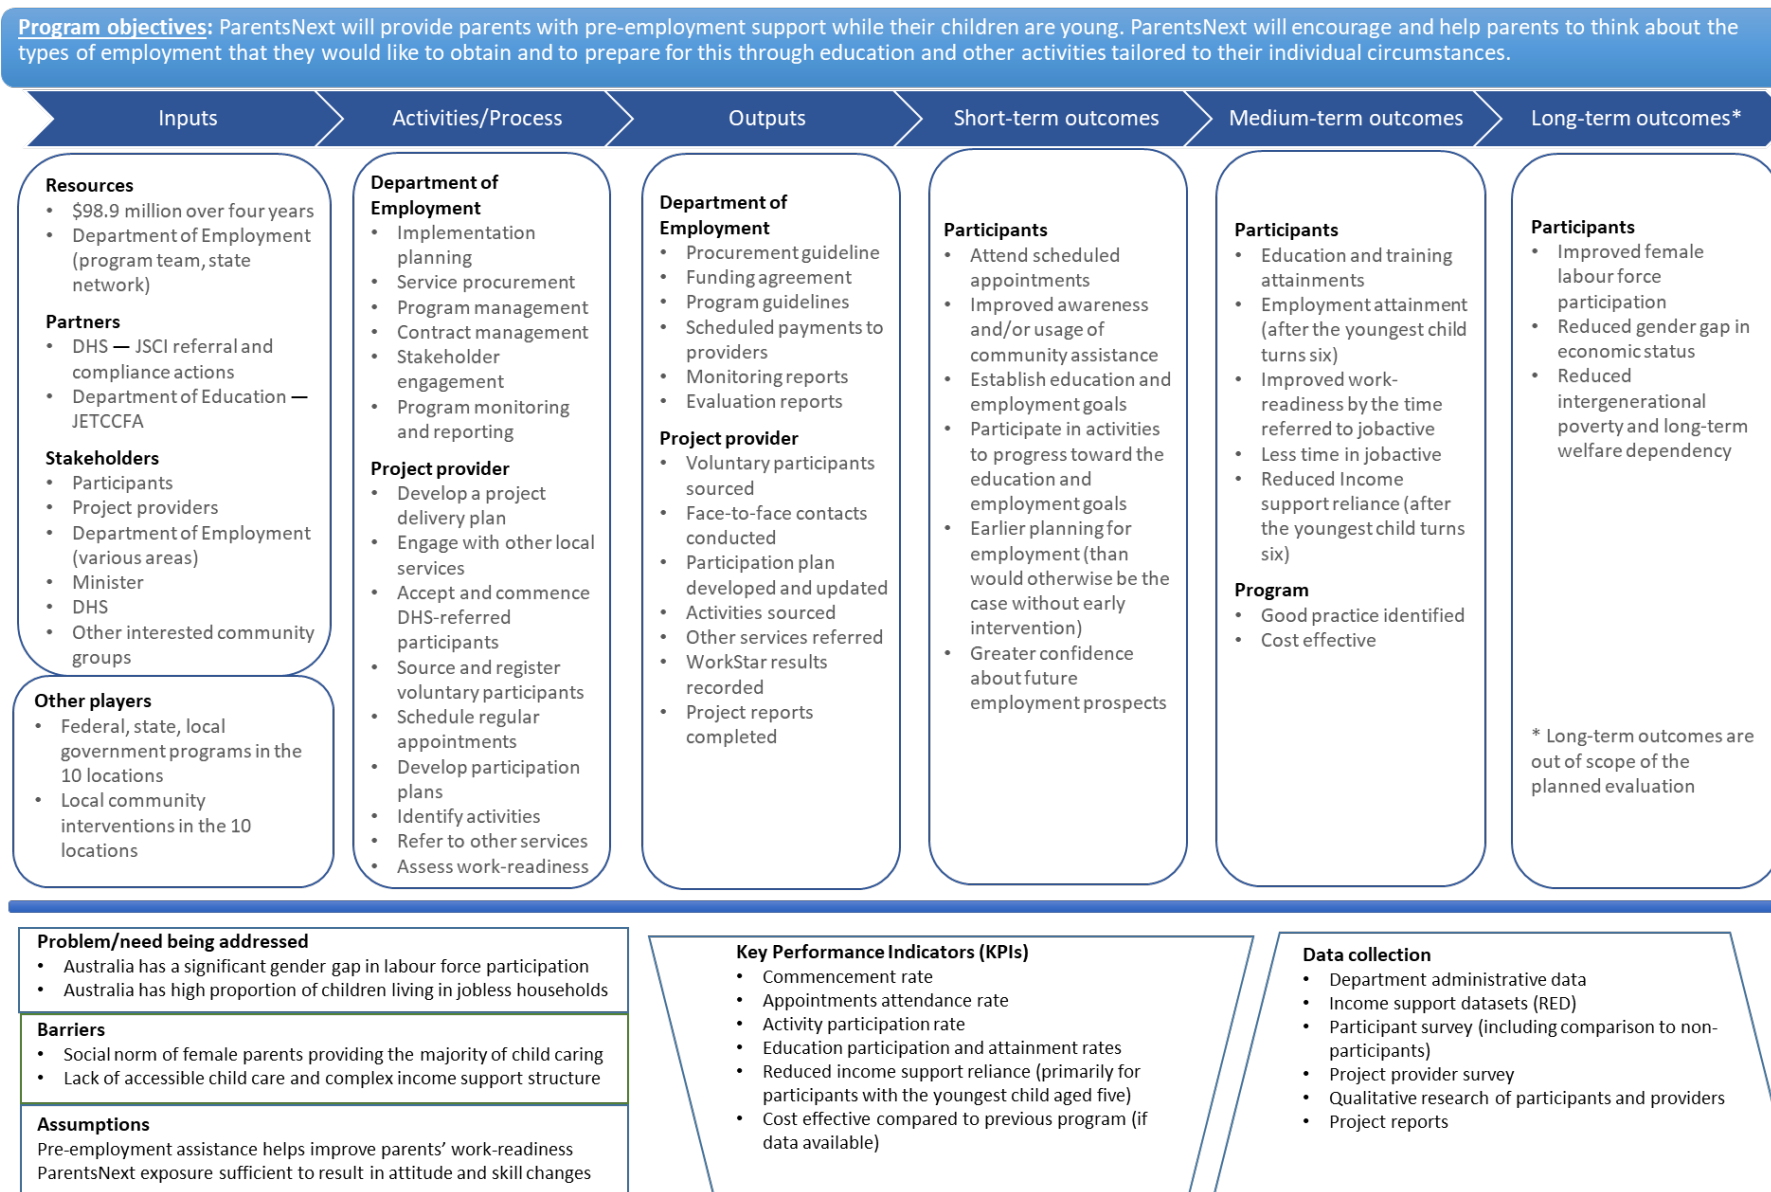 Program objectives: ParentsNext will provide parents with pre-employment support while their children are young. ParentsNext will encourage and help parents to think about the
types of employment that they would like to obtain and to prepare for this through education and other activities tailored to their individual circumstances.
Inputs
Activities/Process
Outputs
Short-term outcomes
Medium-term outcomes
Long-term outcomes*
Resources
• $98.9 million over four years
• Department of Employment
(program team, state
network)
Partners
• DHS — JSCI referral and
compliance actions
• Department of Education —
JETCCFA
Stakeholders
• Participants
• Project providers
• Department of Employment
(various areas)
• Minister
• DHS
• Other interested community
groups
Other players
• Federal, state, local
government programs in the
10 locations
• Local community
interventions in the 10
locations
Department of
Employment
• Implementation
planning
• Service procurement
• Program management
• Contract management
• Stakeholder
engagement
• Program monitoring
and reporting
Project provider
• Develop a project
delivery plan
• Engage with other local
services
• Accept and commence
DHS-referred
participants
• Source and register
voluntary participants
• Schedule regular
appointments
• Develop participation
plans
• Identify activities
• Refer to other services
• Assess work-readiness
Department of
Employment
• Procurement guideline
• Funding agreement
• Program guidelines
• Scheduled payments to
providers
• Monitoring reports
• Evaluation reports
Project provider
• Voluntary participants
sourced
• Face-to-face contacts
conducted
• Participation plan
developed and updated
• Activities sourced
• Other services referred
• WorkStar results
recorded
• Project reports
completed
Participants
• Attend scheduled
appointments
• Improved awareness
and/or usage of
community assistance
• Establish education and
employment goals
• Participate in activities
to progress toward the
education and
employment goals
• Earlier planning for
employment (than
would otherwise be the
case without early
intervention)
• Greater confidence
about future
employment prospects
Participants
• Education and training
attainments
• Employment attainment
(after the youngest child
turns six)
• Improved work-
readiness by the time
referred to jobactive
• Less time in jobactive
• Reduced Income
support reliance (after
the youngest child turns
six)
Program
• Good practice identified
• Cost effective
Participants
• Improved female
labour force
participation
• Reduced gender gap in
economic status
• Reduced
intergenerational
poverty and long-term
welfare dependency
* Long-term outcomes are
out of scope of the
planned evaluation
Problem/need being addressed
• Australia has a significant gender gap in labour force participation
• Australia has high proportion of children living in jobless households
Barriers
• Social norm of female parents providing the majority of child caring
• Lack of accessible child care and complex income support structure
Assumptions
Pre-employment assistance helps improve parents’ work-readiness
ParentsNext exposure sufficient to result in attitude and skill changes
Key Performance Indicators (KPIs)
• Commencement rate
• Appointments attendance rate
• Activity participation rate
• Education participation and attainment rates
• Reduced income support reliance (primarily for
participants with the youngest child aged five)
• Cost effective compared to previous program (if
data available)
Data collection
• Department administrative data
• Income support datasets (RED)
• Participant survey (including comparison to non-
participants)
• Project provider survey
• Qualitative research of participants and providers
• Project reports